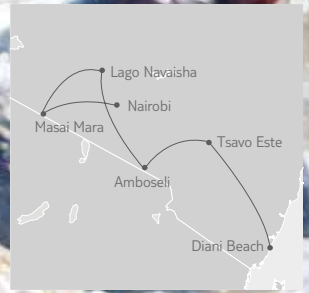 Lago Navaisha
Nairobi
Masai Mara
Tsavo Este
Amboseli
Diani Beach